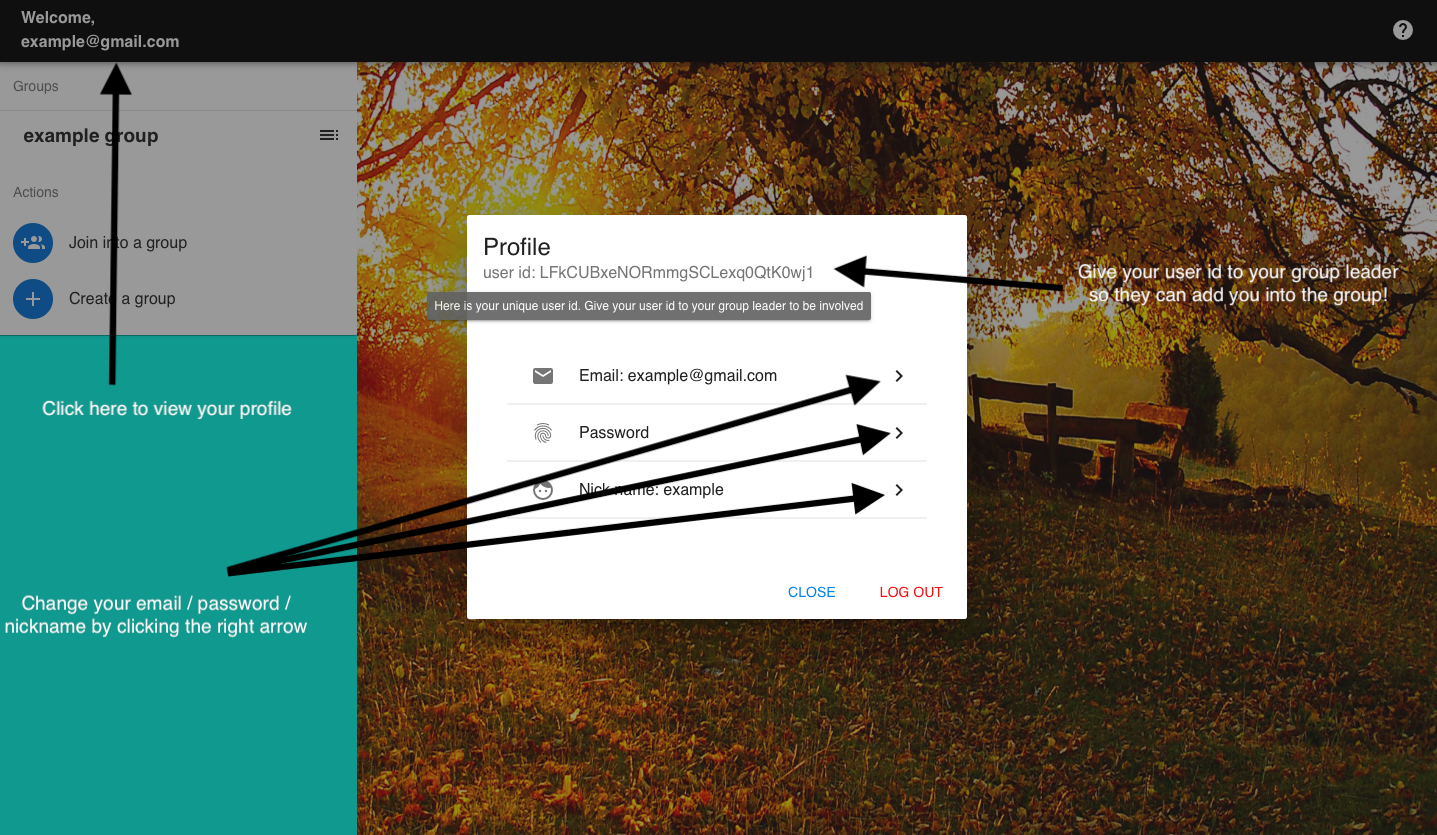 Welcome,
example@gmail.com
Groups
example group
Actions
Join into a group
Create a group
Click here to view your profile
Change your email / password /
nickname by clicking the right arrow
Profile
user id: LFkCUBxeNORmmgSCLexq0QtK0wj1
Here is your unique user id. Give your user id to your group leader to be involved
Email: example@gmail.com
Password
Nick name: example
CLOSE
LOG OUT
Give your user id to your group leader
so they can add you into the group!